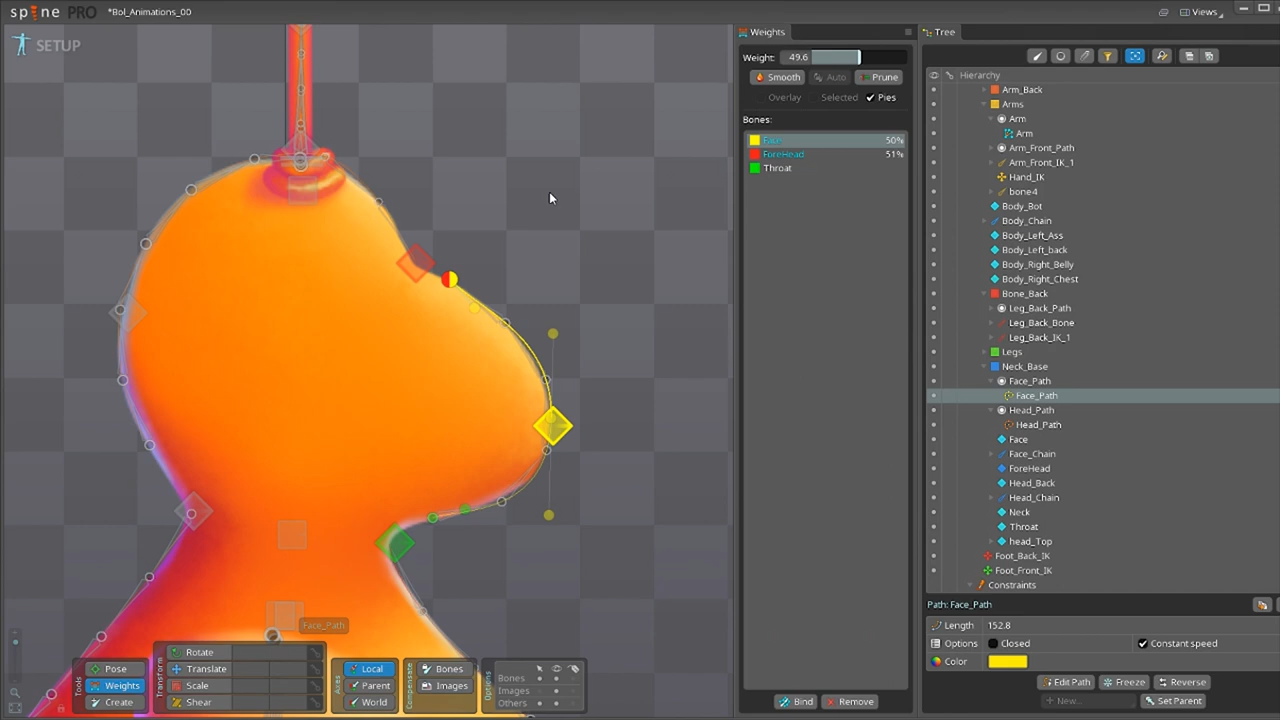 spine PRO *Bol_Animations_00
Views
SETUP
Weights
Tree
Weight: 49.6
Smooth Auto Prune
Overlay Selected Pies
Bones:
Face 50%
ForeHead 51%
Throat
Hierarchy
Arm_Back
Arms
Arm
Arm
Arm_Front_Path
Arm_Front_IK_1
Hand_IK
bone4
Body_Bot
Body_Chain
Body_Left_Ass
Body_Left_back
Body_Right_Belly
Body_Right_Chest
Bone_Back
Leg_Back_Path
Leg_Back_Bone
Leg_Back_IK_1
Legs
Neck_Base
Face_Path
Face_Path
Head_Path
Head_Path
Face
Face_Chain
ForeHead
Head_Back
Head_Chain
Neck
Throat
head_Top
Foot_Back_IK
Foot_Front_IK
Constraints
Path: Face_Path
Length 152.8
Options Closed Constant speed
Color
Edit Path Freeze Reverse
New... Set Parent
Bind Remove
Face_Path
Tools
Pose
Weights
Create
Transform
Rotate
Translate
Scale
Shear
Axes
Local
Parent
World
Compensate
Bones
Images
Options
Bones
Images
Others